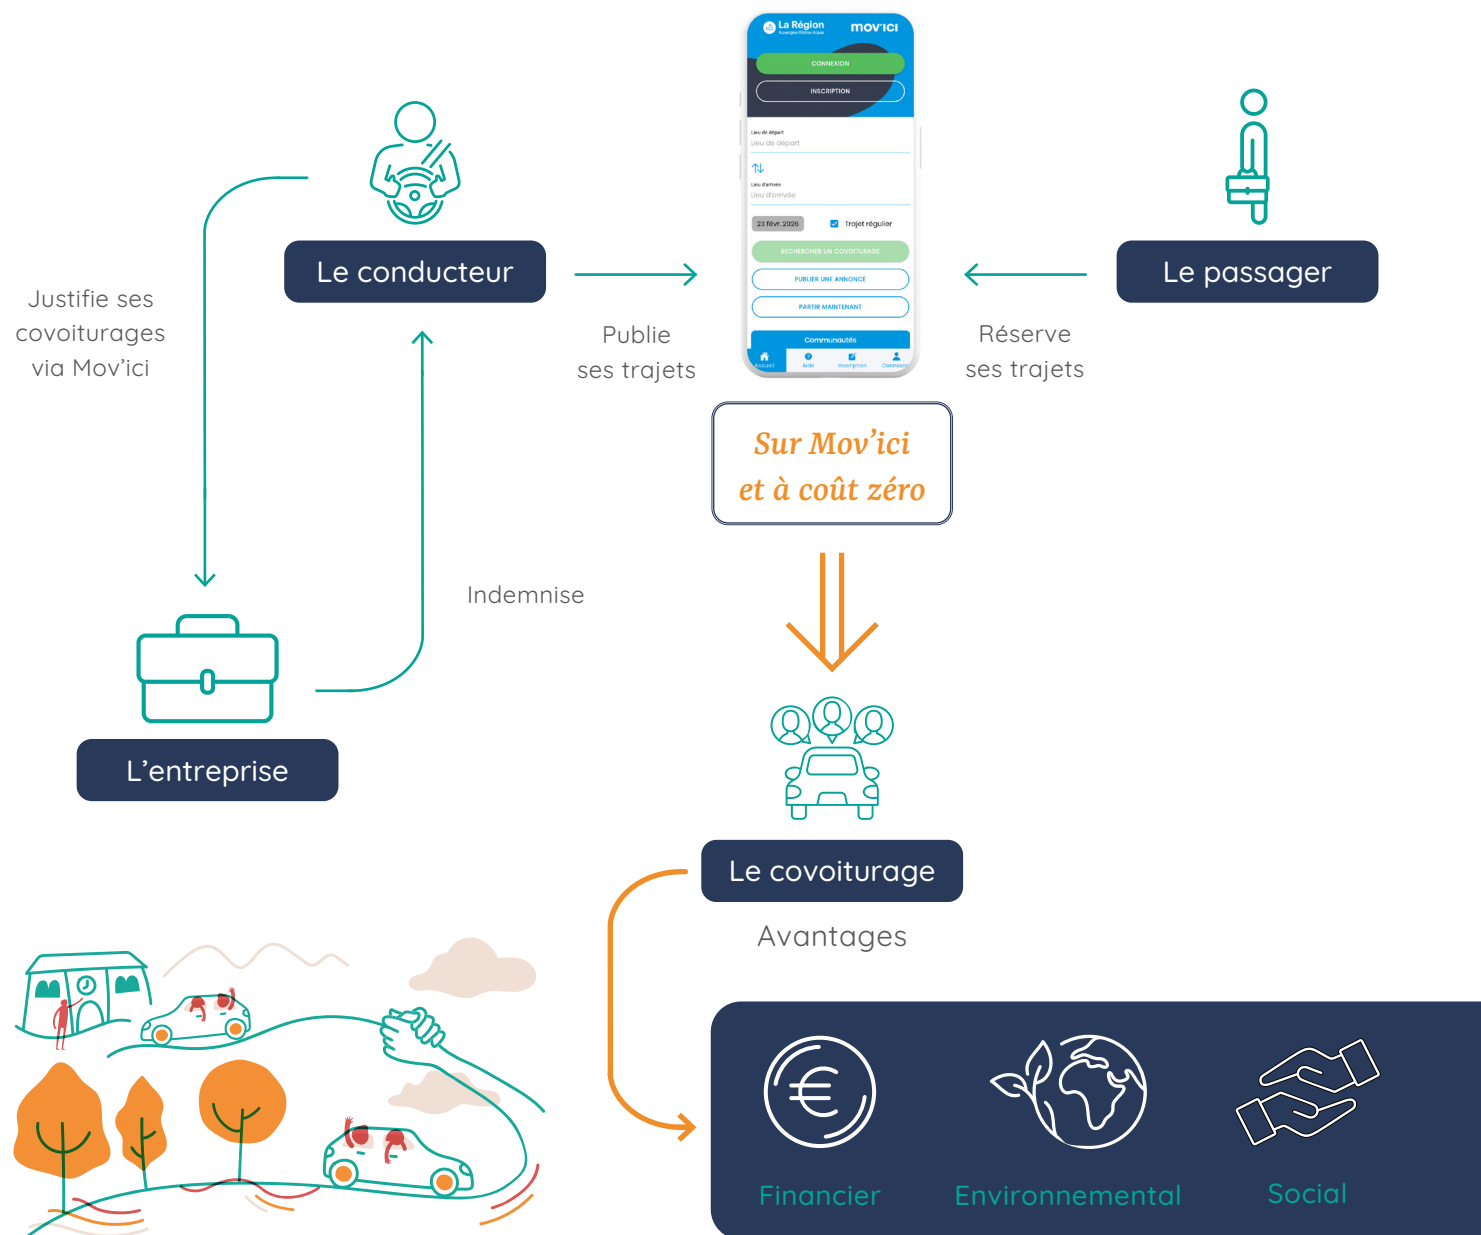 La Région
Auvergne-Rhône-Alpes
mov'ici
CONNEXION
INSCRIPTION
Lieu de départ
Lieu de départ
Lieu d'arrivée
Lieu d'arrivée
23 févr. 2026
Trajet régulier
RECHERCHER UN COVOITURAGE
PUBLIER UNE ANNONCE
PARTIR MAINTENANT
Communautés
Accueil
Aide
Inscription
Connexion
Le conducteur
Le passager
Justifie ses
covoiturages
via Mov'ici
Publie
ses trajets
Réserve
ses trajets
Sur Mov'ici
et à coût zéro
Indemnise
L'entreprise
Le covoiturage
Avantages
Financier
Environnemental
Social